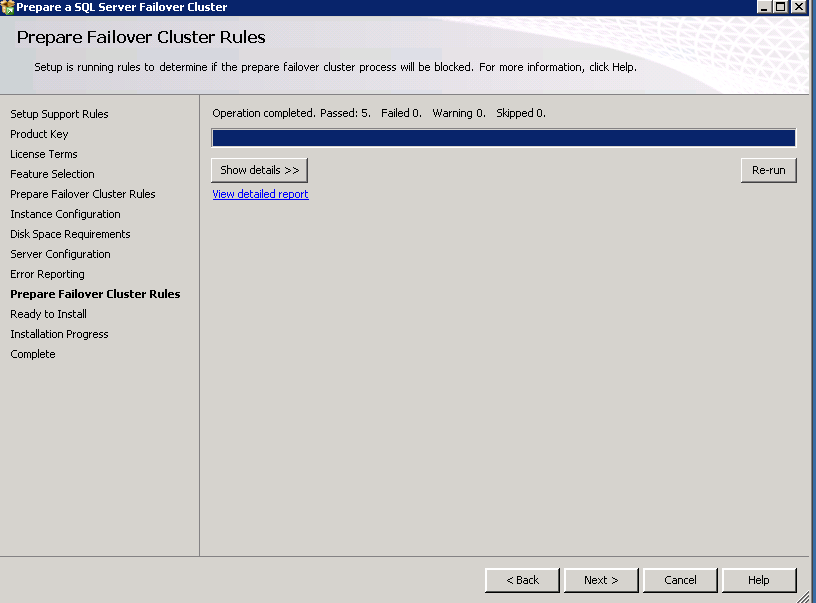 Prepare a SQL Server Failover Cluster
Prepare Failover Cluster Rules
Setup is running rules to determine if the prepare failover cluster process will be blocked. For more information, click Help.
Setup Support Rules
Product Key
License Terms
Feature Selection
Prepare Failover Cluster Rules
Instance Configuration
Disk Space Requirements
Server Configuration
Error Reporting
Prepare Failover Cluster Rules
Ready to Install
Installation Progress
Complete
Operation completed. Passed: 5. Failed 0. Warning 0. Skipped 0.
Show details >> Re-run
View detailed report
< Back Next > Cancel Help